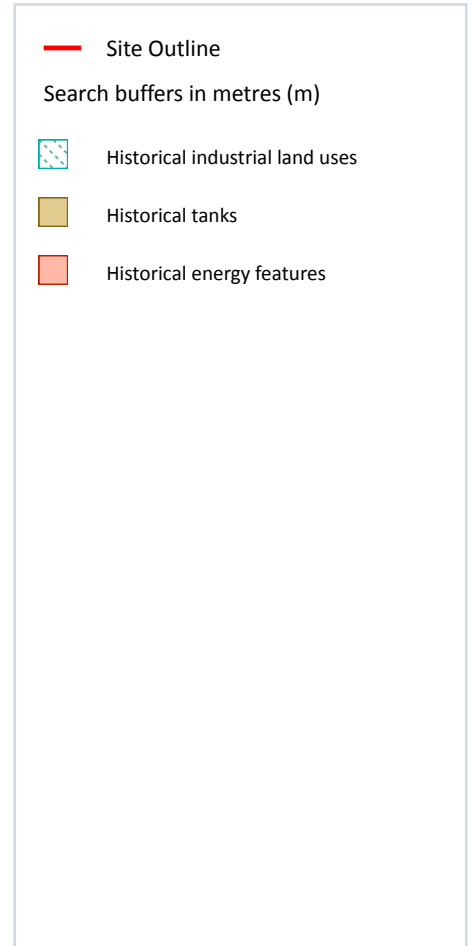 Site Outline
Search buffers in metres (m)
Historical industrial land uses
Historical tanks
Historical energy features